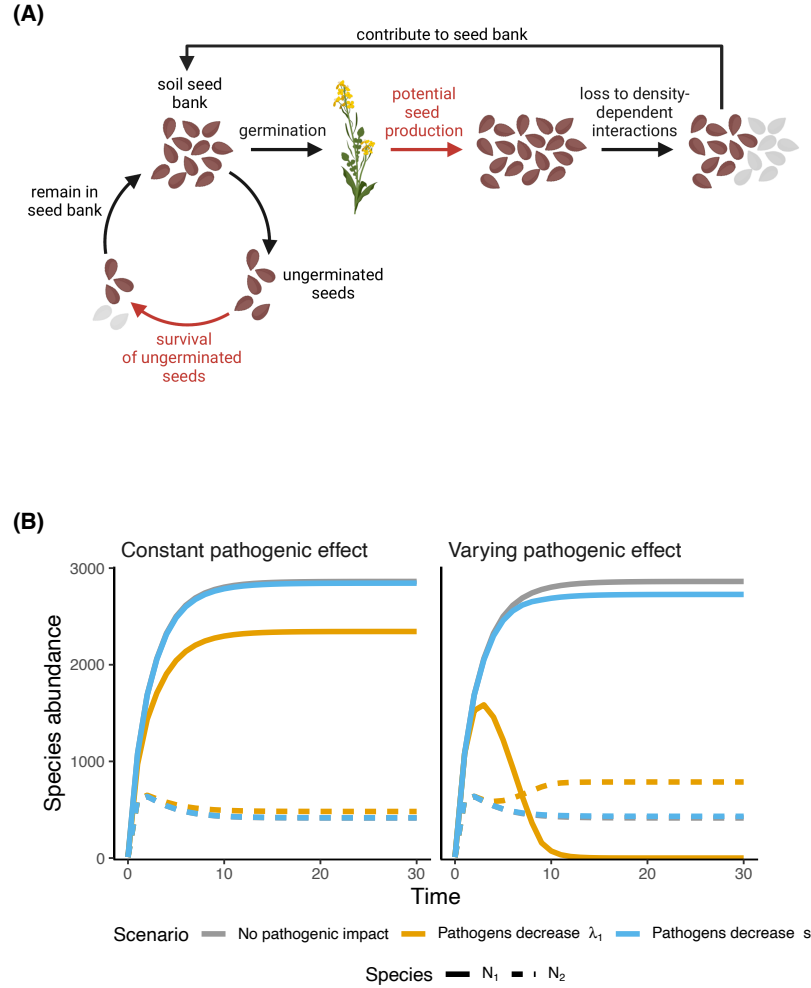 (A)
contribute to seed bank
soil seed
bank
germination
potential
seed
production
loss to density-
dependent
interactions
remain in
seed bank
ungerminated
seeds
survival
of ungerminated
seeds
(B)
Constant pathogenic effect
Varying pathogenic effect
Species abundance
3000
2000
1000
0
0 10 20 30
0 10 20 30
Time
Scenario No pathogenic impact Pathogens decrease λ₁ Pathogens decrease s
Species N₁ N₂